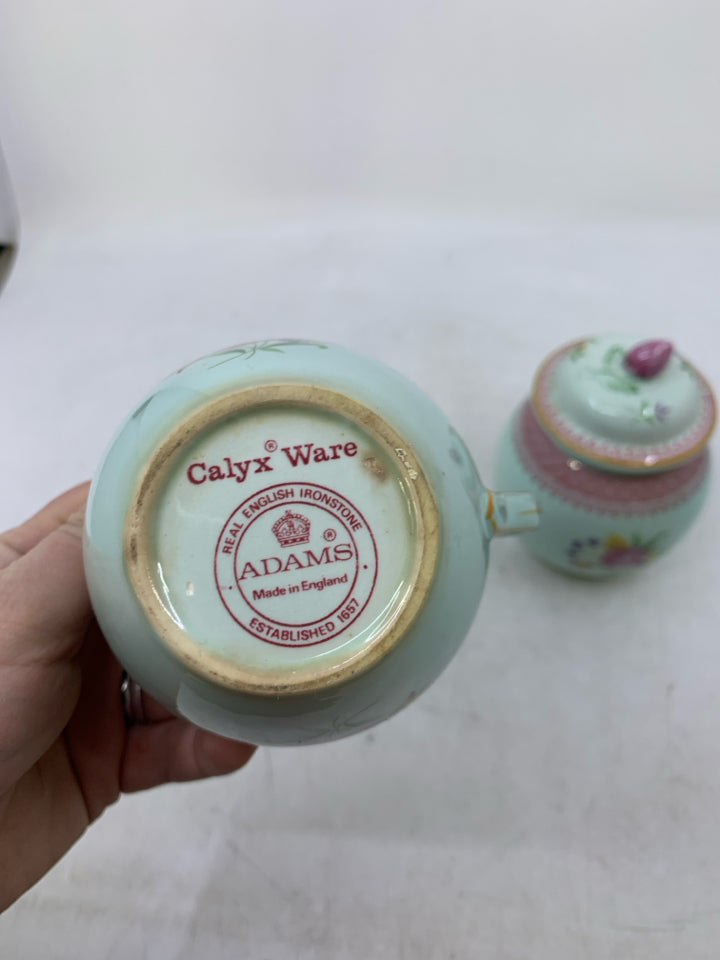 Calyx® Ware
REAL ENGLISH IRONSTONE
ADAMS®
Made in England
ESTABLISHED 1657